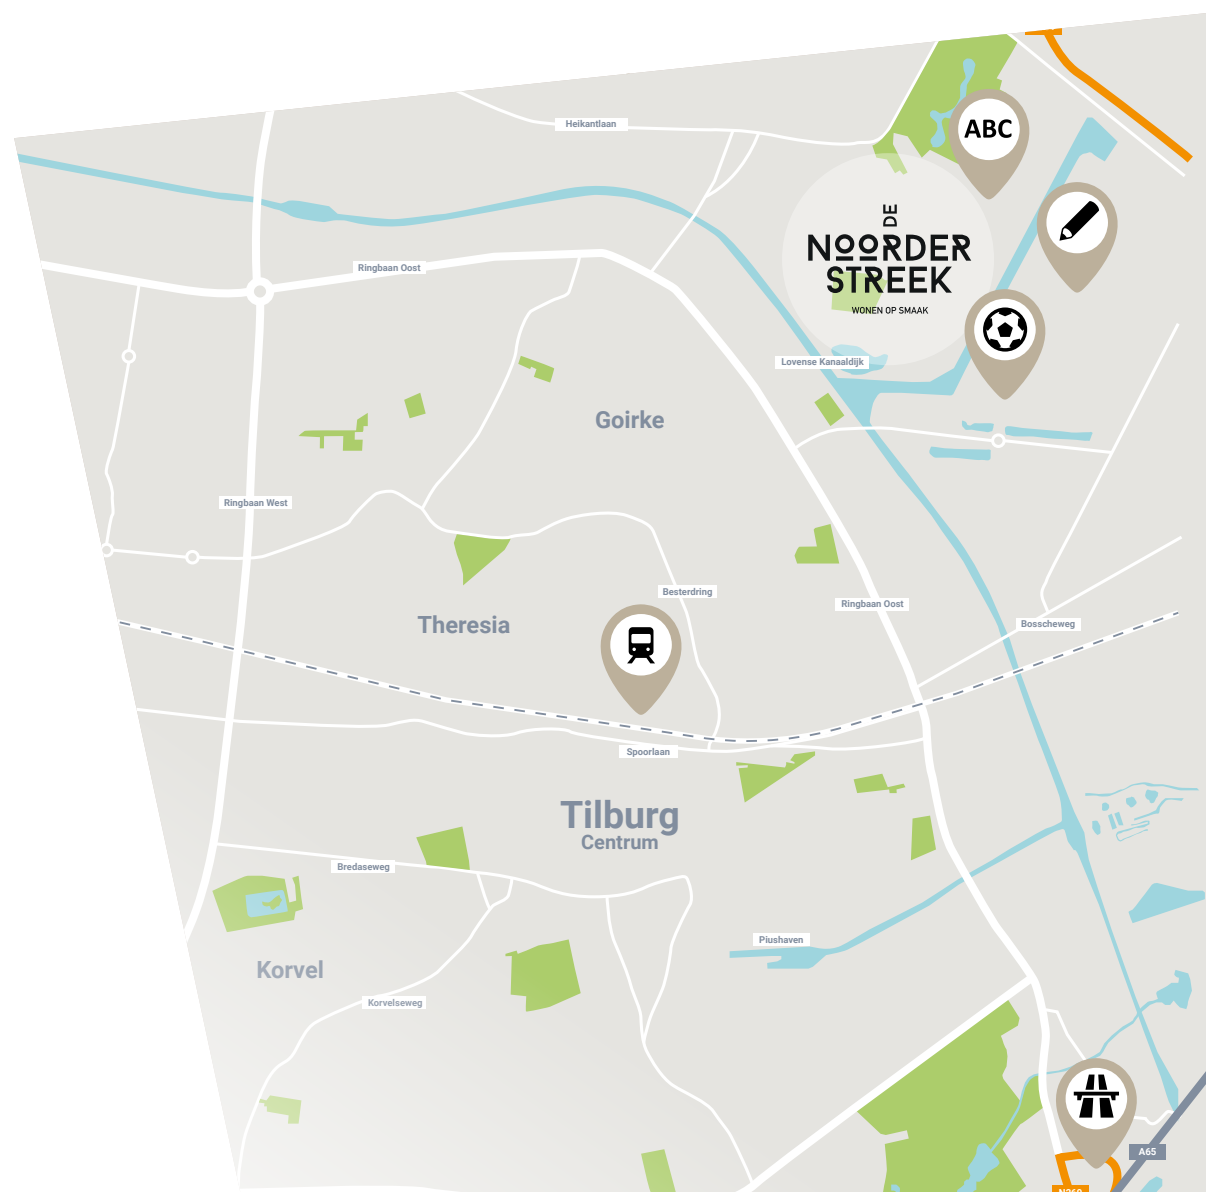 Heikantlaan
ABC
DE
NOORDER
STREEK
WONEN OP SMAAK
Ringbaan Oost
Lovense Kanaaldijk
Goirke
Ringbaan West
Besterdring
Ringbaan Oost
Theresia
Bosscheweg
Spoorlaan
Tilburg
Centrum
Bredaseweg
Piushaven
Korvel
Korvelseweg
A65